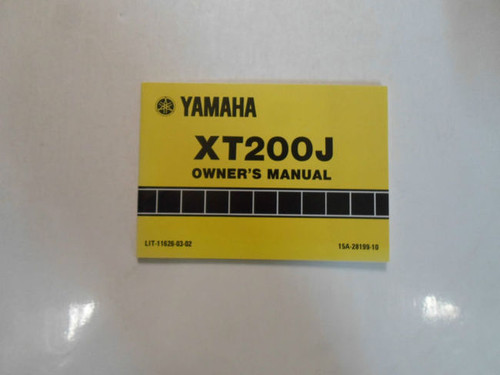 YAMAHA
XT200J
OWNER'S MANUAL
LIT-11626-03-02
15A-28199-10